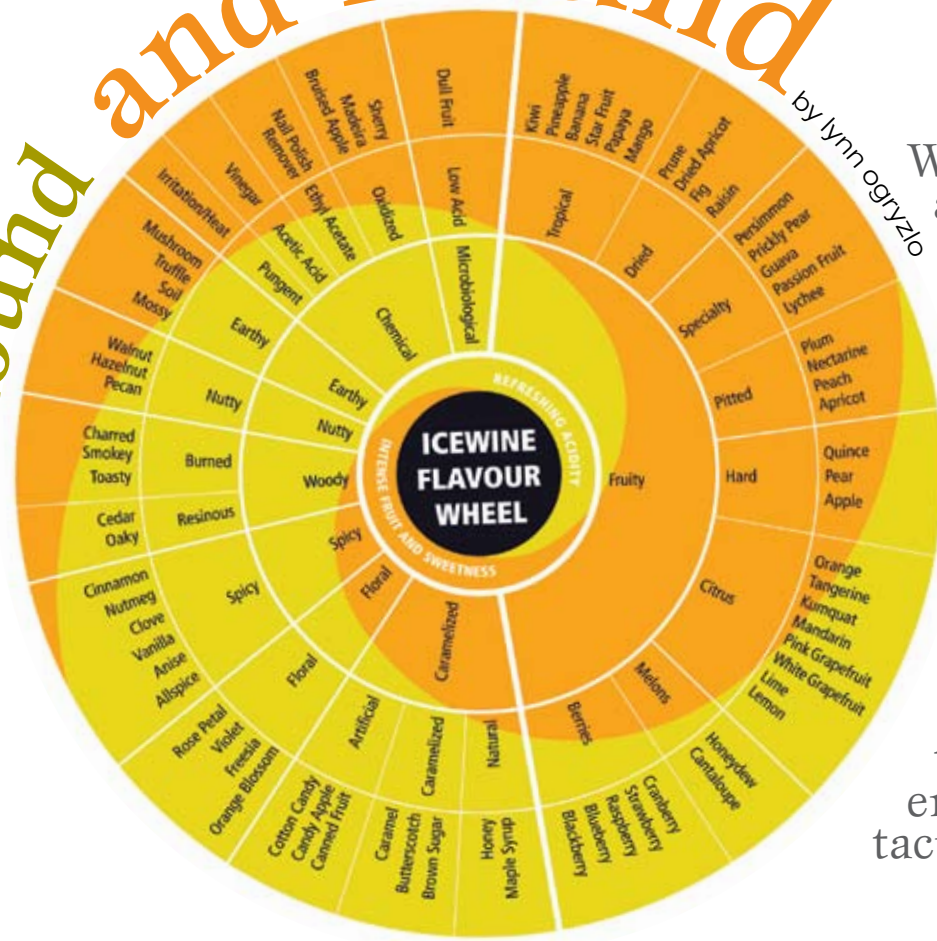 and
by lynn ogryzlo
ICEWINE
FLAVOUR
WHEEL
REFRESHING ACIDITY
INTENSE FRUIT AND SWEETNESS
Fruity
Tropical
Kiwi
Pineapple
Banana
Star Fruit
Papaya
Mango
Dried
Prune
Dried Apricot
Fig
Raisin
Specialty
Persimmon
Prickly Pear
Guava
Passion Fruit
Lychee
Pitted
Plum
Nectarine
Peach
Apricot
Hard
Quince
Pear
Apple
Citrus
Orange
Tangerine
Kumquat
Mandarin
Pink Grapefruit
White Grapefruit
Lime
Lemon
Melons
Honeydew
Cantaloupe
Berries
Cranberry
Strawberry
Raspberry
Blueberry
Blackberry
Caramelized
Natural
Honey
Maple Syrup
Caramelized
Caramel
Butterscotch
Brown Sugar
Artificial
Cotton Candy
Candy Apple
Canned Fruit
Floral
Floral
Rose Petal
Violet
Freesia
Orange Blossom
Spicy
Spicy
Cinnamon
Nutmeg
Clove
Vanilla
Anise
Allspice
Woody
Resinous
Cedar
Oaky
Burned
Charred
Smokey
Toasty
Nutty
Nutty
Walnut
Hazelnut
Pecan
Earthy
Earthy
Mushroom
Truffle
Soil
Mossy
Chemical
Pungent
Irritation/Heat
Acetic Acid
Vinegar
Ethyl Acetate
Nail Polish
Remover
Oxidized
Bruised Apple
Madeira
Sherry
Microbiological
Low Acid
Dull Fruit